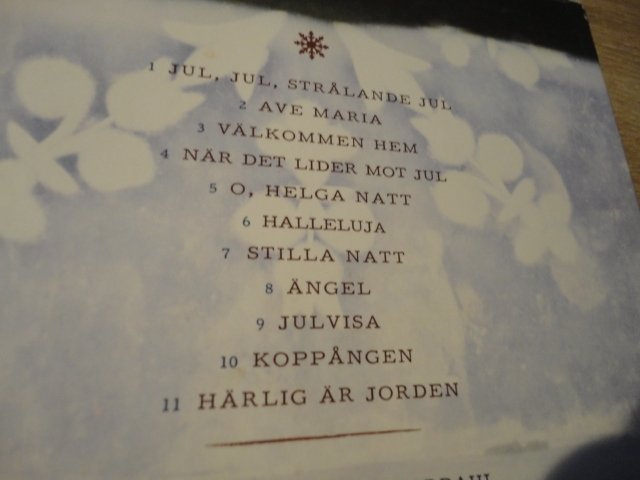 1 JUL, JUL, STRÅLANDE JUL
2 AVE MARIA
3 VÄLKOMMEN HEM
4 NÄR DET LIDER MOT JUL
5 O, HELGA NATT
6 HALLELUJA
7 STILLA NATT
8 ÄNGEL
9 JULVISA
10 KOPPÅNGEN
11 HÄRLIG ÄR JORDEN